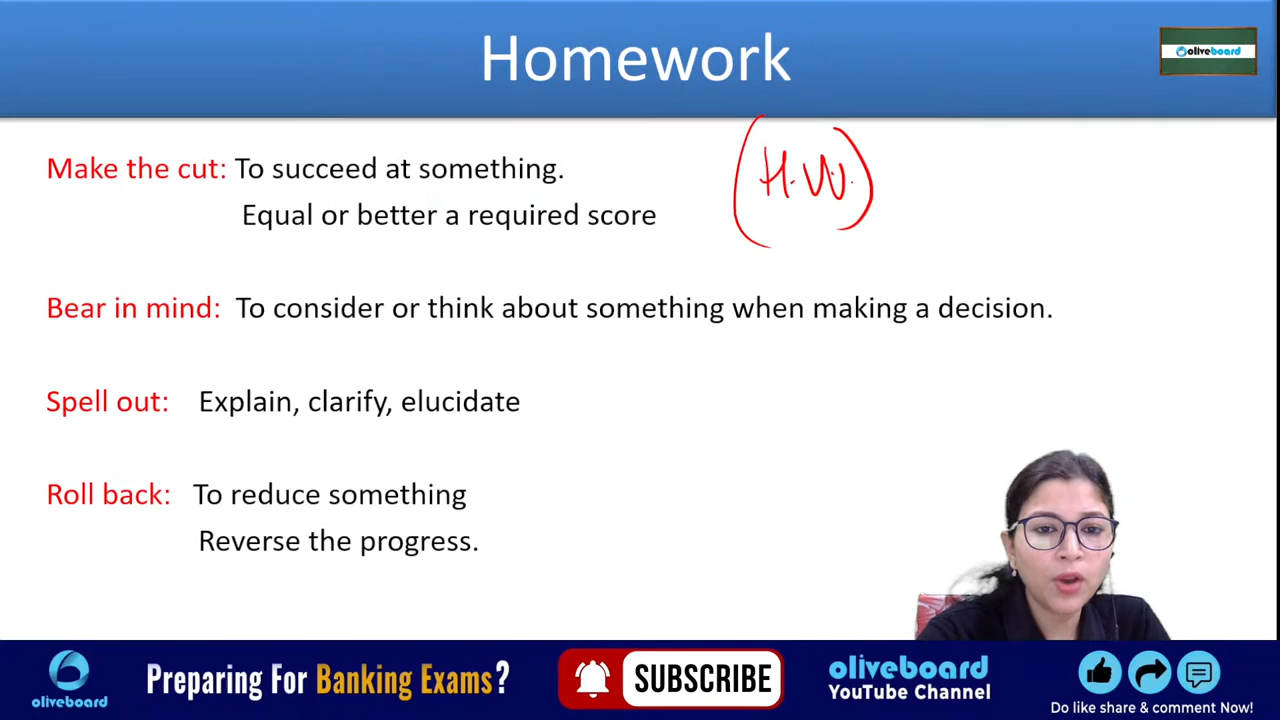 Homework
oliveboard
Make the cut: To succeed at something.
(H.W.)
Equal or better a required score
Bear in mind: To consider or think about something when making a decision.
Spell out: Explain, clarify, elucidate
Roll back: To reduce something
Reverse the progress.
oliveboard
Preparing For Banking Exams?
SUBSCRIBE
oliveboard
YouTube Channel
Do like share & comment Now!